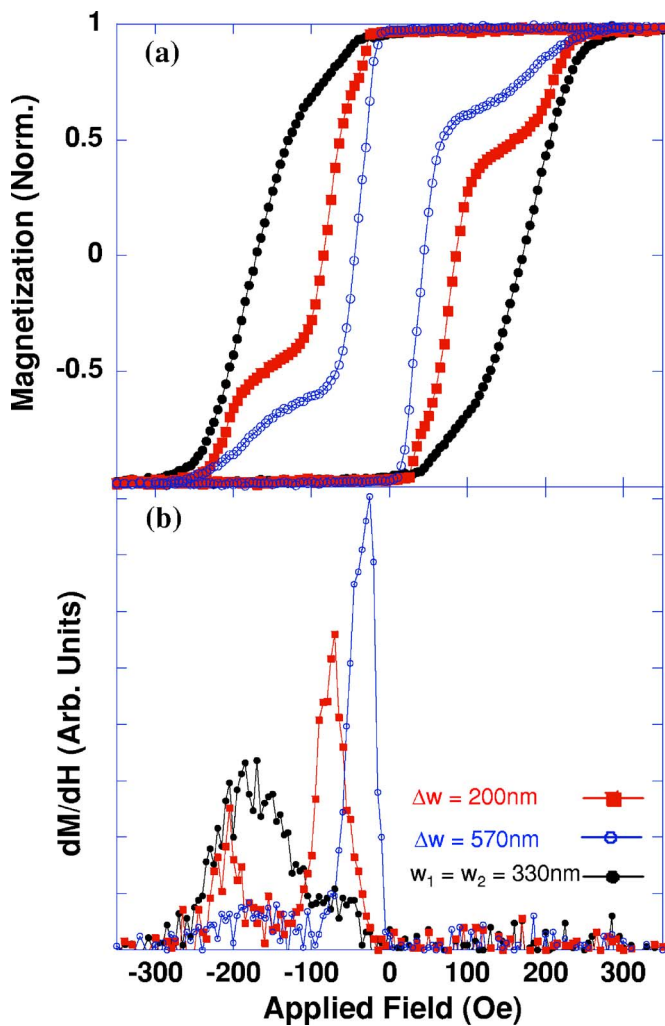 1
(a)
0.5
0
-0.5
Magnetization (Norm.)
(b)
dM/dH (Arb. Units)
Δw = 200nm
Δw = 570nm
w₁ = w₂ = 330nm
-300 -200 -100 0 100 200 300
Applied Field (Oe)